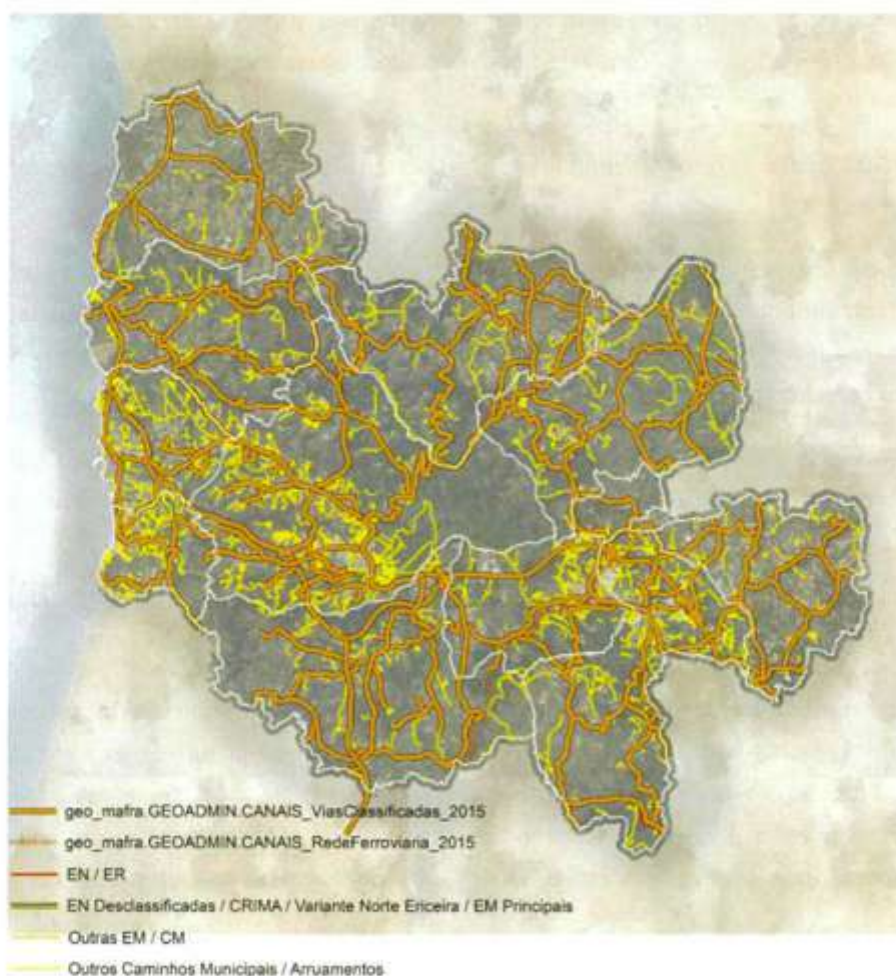 geo_mafra.GEOADMIN.CANAIS_ViasClassificadas_2015
geo_mafra.GEOADMIN.CANAIS_RedeFerroviaria_2015
EN / ER
EN Desclassificadas / CRIMA / Variante Norte Ericeira / EM Principais
Outras EM / CM
Outros Caminhos Municipais / Arruamentos